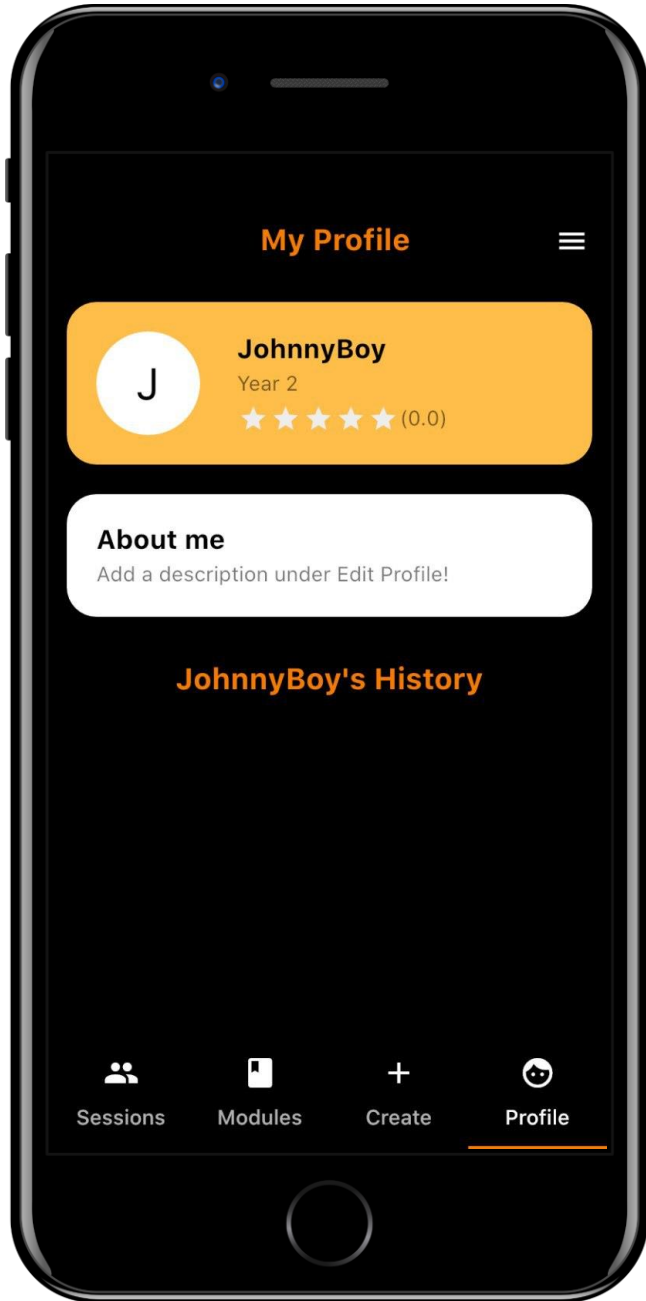 My Profile
J
JohnnyBoy
Year 2
(0.0)
About me
Add a description under Edit Profile!
JohnnyBoy's History
Sessions Modules Create Profile